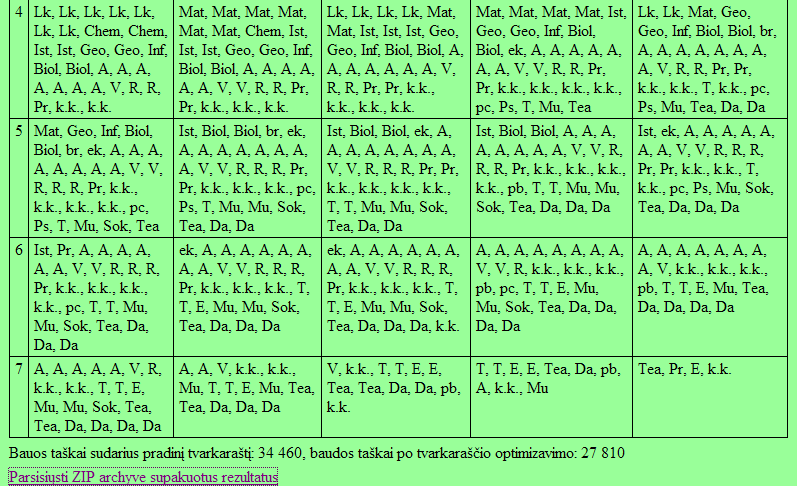 4
Lk, Lk, Lk, Lk, Lk,
Lk, Lk, Chem, Chem,
Ist, Ist, Geo, Geo, Inf,
Biol, Biol, A, A, A,
A, A, A, A, V, R, R,
Pr, k.k., k.k.
Mat, Mat, Mat, Mat,
Mat, Mat, Chem, Ist,
Ist, Ist, Geo, Geo, Inf,
Biol, Biol, A, A, A, A,
A, A, V, V, R, R, Pr,
Pr, k.k., k.k., k.k.
Lk, Lk, Lk, Lk, Mat,
Mat, Ist, Ist, Ist, Geo,
Geo, Inf, Biol, Biol, A,
A, A, A, A, A, A, V,
R, R, Pr, Pr, k.k.,
k.k., k.k., k.k.
Mat, Mat, Mat, Mat, Ist,
Geo, Geo, Inf, Biol,
Biol, ek, A, A, A, A, A,
A, A, V, V, R, R, Pr,
Pr, k.k., k.k., k.k., k.k.,
pc, Ps, T, Mu, Tea
Lk, Lk, Mat, Geo,
Geo, Inf, Biol, Biol, br,
A, A, A, A, A, A, A,
A, V, R, R, Pr, Pr,
k.k., k.k., T, k.k., pc,
Ps, Mu, Tea, Da, Da
5
Mat, Geo, Inf, Biol,
Biol, br, ek, A, A, A,
A, A, A, A, A, V, V,
R, R, R, Pr, k.k.,
k.k., k.k., k.k., pc,
Ps, T, Mu, Sok, Tea
Ist, Biol, Biol, br, ek,
A, A, A, A, A, A, A,
A, V, V, R, R, R, Pr,
Pr, k.k., k.k., k.k., pc,
Ps, T, Mu, Mu, Sok,
Tea, Da, Da
Ist, Biol, Biol, ek, A,
A, A, A, A, A, A, A,
V, V, R, R, R, Pr, Pr,
k.k., k.k., k.k., k.k.,
T, T, Mu, Mu, Sok,
Tea, Da, Da
Ist, Biol, Biol, A, A, A,
A, A, A, A, A, V, V, R,
R, R, Pr, k.k., k.k., k.k.,
k.k., pb, T, T, Mu, Mu,
Sok, Tea, Da, Da, Da
Ist, ek, A, A, A, A, A,
A, A, A, V, V, R, R, R,
Pr, Pr, k.k., k.k., T,
k.k., pc, Ps, Mu, Sok,
Tea, Da, Da, Da
6
Ist, Pr, A, A, A, A,
A, A, V, V, R, R, R,
Pr, k.k., k.k., k.k.,
k.k., pc, T, T, Mu,
Mu, Sok, Tea, Da,
Da, Da
ek, A, A, A, A, A, A,
A, A, V, V, R, R, R,
Pr, k.k., k.k., k.k., T,
T, E, Mu, Mu, Sok,
Tea, Da, Da, Da
ek, A, A, A, A, A, A,
A, A, V, V, R, R, R,
Pr, k.k., k.k., k.k., T,
T, E, Mu, Mu, Sok,
Tea, Da, Da, Da, k.k.
A, A, A, A, A, A, A, A,
V, V, R, k.k., k.k., k.k.,
pb, pc, T, T, E, Mu,
Mu, Sok, Tea, Da, Da,
Da, Da
A, A, A, A, A, A, A,
A, V, k.k., k.k., k.k.,
pb, T, T, E, Mu, Tea,
Da, Da, Da, Da
7
A, A, A, A, A, V, R,
k.k., k.k., T, T, E,
Mu, Mu, Sok, Tea,
Tea, Da, Da, Da, Da
A, A, V, k.k., k.k.,
Mu, T, T, E, Mu, Tea,
Tea, Da, Da, Da
V, k.k., T, T, E, E,
Tea, Tea, Da, Da, pb,
k.k.
T, T, E, E, Tea, Da, pb,
A, k.k., Mu
Tea, Pr, E, k.k.
Bauos taškai sudarius pradinį tvarkaraštį: 34 460, baudos taškai po tvarkaraščio optimizavimo: 27 810
Parsisiųsti ZIP archyve supakuotus rezultatus